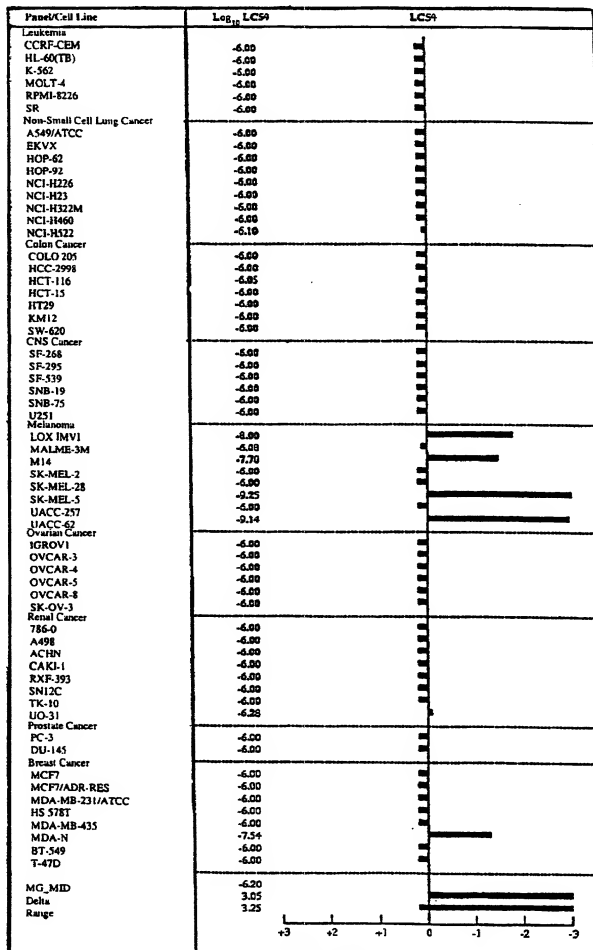 Panel/Cell Line Log₁₀ LC50 LC50
Leukemia
CCRF-CEM -6.00
HL-60(TB) -6.00
K-562 -6.00
MOLT-4 -6.00
RPMI-8226 -6.00
SR -6.00
Non-Small Cell Lung Cancer
A549/ATCC -6.00
EKVX -6.00
HOP-62 -6.00
HOP-92 -6.00
NCI-H226 -6.00
NCI-H23 -6.00
NCI-H322M -6.00
NCI-H460 -6.00
NCI-H522 -6.10
Colon Cancer
COLO 205 -6.00
HCC-2998 -6.00
HCT-116 -6.05
HCT-15 -6.00
HT29 -6.00
KM12 -6.00
SW-620 -6.00
CNS Cancer
SF-268 -6.00
SF-295 -6.00
SF-539 -6.00
SNB-19 -6.00
SNB-75 -6.00
U251 -6.00
Melanoma
LOX IMVI -8.00
MALME-3M -6.08
M14 -7.70
SK-MEL-2 -6.00
SK-MEL-28 -6.00
SK-MEL-5 -9.25
UACC-257 -6.00
UACC-62 -9.14
Ovarian Cancer
IGROV1 -6.00
OVCAR-3 -6.00
OVCAR-4 -6.00
OVCAR-5 -6.00
OVCAR-8 -6.00
SK-OV-3 -6.00
Renal Cancer
786-0 -6.00
A498 -6.00
ACHN -6.00
CAKI-1 -6.00
RXF-393 -6.00
SN12C -6.00
TK-10 -6.00
UO-31 -6.28
Prostate Cancer
PC-3 -6.00
DU-145 -6.00
Breast Cancer
MCF7 -6.00
MCF7/ADR-RES -6.00
MDA-MB-231/ATCC -6.00
HS 578T -6.00
MDA-MB-435 -6.00
MDA-N -7.54
BT-549 -6.00
T-47D -6.00
MG_MID -6.20
Delta 3.05
Range 3.25
+3 +2 +1 0 -1 -2 -3